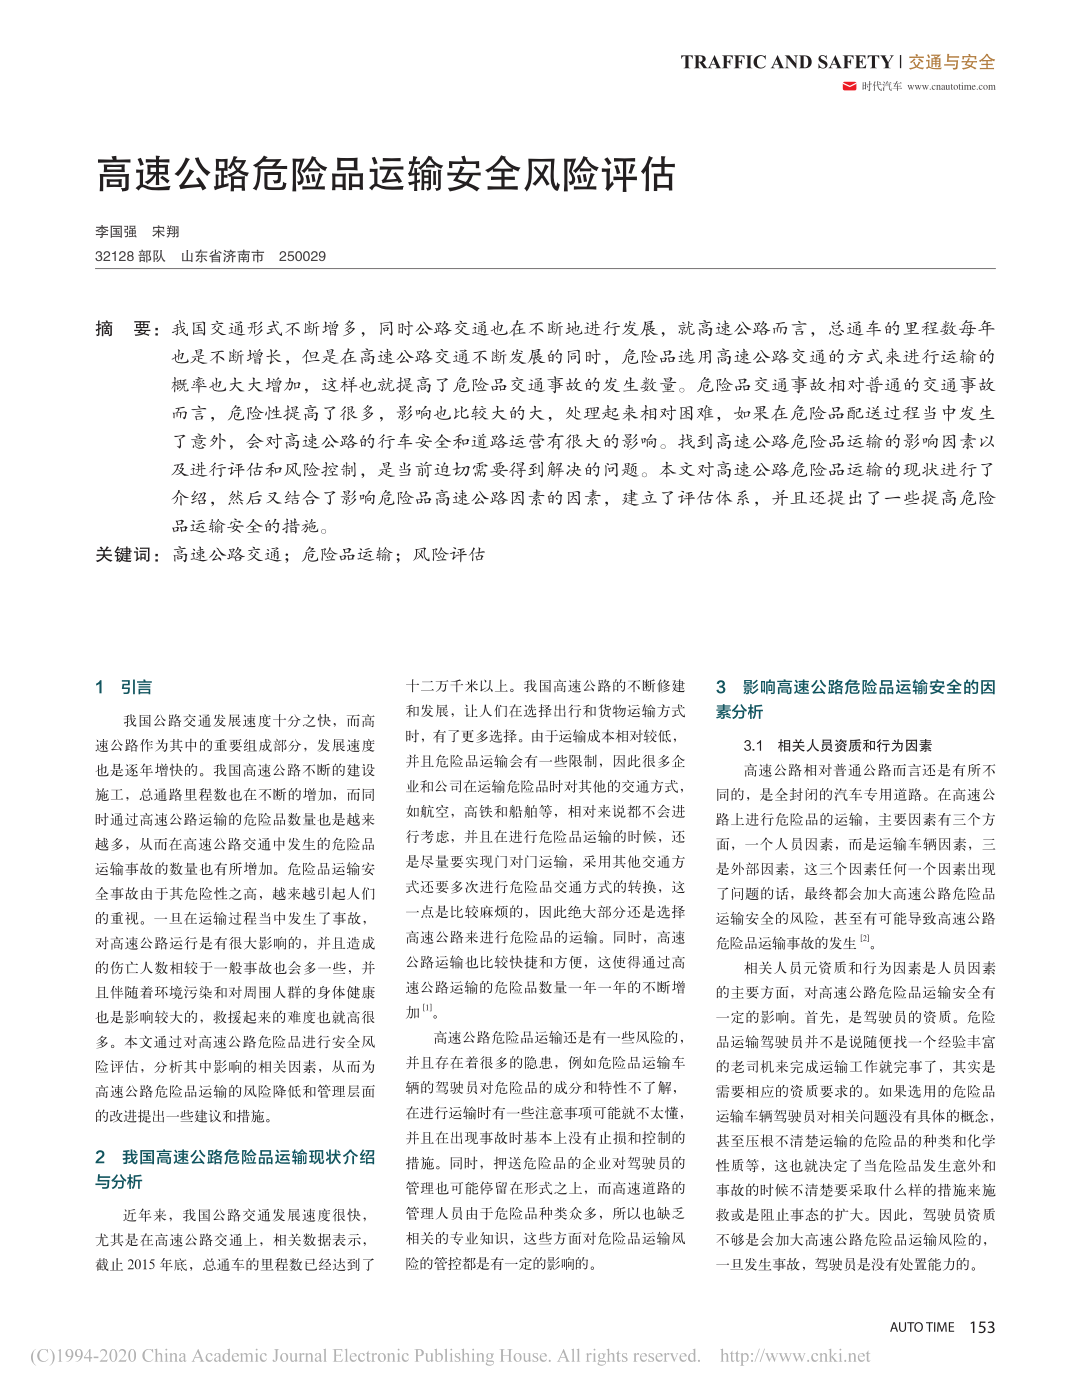 TRAFFIC AND SAFETY | 交通与安全
时代汽车 www.cnautotime.com
高速公路危险品运输安全风险评估
李国强 宋翔
32128 部队 山东省济南市 250029
摘 要：我国交通形式不断增多，同时公路交通也在不断地进行发展，就高速公路而言，总通车的里程数每年
也是不断增长，但是在高速公路交通不断发展的同时，危险品选用高速公路交通的方式来进行运输的
概率也大大增加，这样也就提高了危险品交通事故的发生数量。危险品交通事故相对普通的交通事故
而言，危险性提高了很多，影响也比较大的大，处理起来相对困难，如果在危险品配送过程当中发生
了意外，会对高速公路的行车安全和道路运营有很大的影响。找到高速公路危险品运输的影响因素以
及进行评估和风险控制，是当前迫切需要得到解决的问题。本文对高速公路危险品运输的现状进行了
介绍，然后又结合了影响危险品高速公路因素的因素，建立了评估体系，并且还提出了一些提高危险
品运输安全的措施。
关键词：高速公路交通；危险品运输；风险评估
1 引言
我国公路交通发展速度十分之快，而高
速公路作为其中的重要组成部分，发展速度
也是逐年增快的。我国高速公路不断的建设
施工，总通路里程数也在不断的增加，而同
时通过高速公路运输的危险品数量也是越来
越多，从而在高速公路交通中发生的危险品
运输事故的数量也有所增加。危险品运输安
全事故由于其危险性之高，越来越引起人们
的重视。一旦在运输过程当中发生了事故，
对高速公路运行是有很大影响的，并且造成
的伤亡人数相较于一般事故也会多一些，并
且伴随着环境污染和对周围人群的身体健康
也是影响较大的，救援起来的难度也就高很
多。本文通过对高速公路危险品进行安全风
险评估，分析其中影响的相关因素，从而为
高速公路危险品运输的风险降低和管理层面
的改进提出一些建议和措施。
2 我国高速公路危险品运输现状介绍
与分析
近年来，我国公路交通发展速度很快，
尤其是在高速公路交通上，相关数据表示，
截止 2015 年底，总通车的里程数已经达到了
十二万千米以上。我国高速公路的不断修建
和发展，让人们在选择出行和货物运输方式
时，有了更多选择。由于运输成本相对较低，
并且危险品运输会有一些限制，因此很多企
业和公司在运输危险品时对其他的交通方式，
如航空，高铁和船舶等，相对来说都不会进
行考虑，并且在进行危险品运输的时候，还
是尽量要实现门对门运输，采用其他交通方
式还要多次进行危险品交通方式的转换，这
一点是比较麻烦的，因此绝大部分还是选择
高速公路来进行危险品的运输。同时，高速
公路运输也比较快捷和方便，这使得通过高
速公路运输的危险品数量一年一年的不断增
加 [1]。
高速公路危险品运输还是有一些风险的，
并且存在着很多的隐患，例如危险品运输车
辆的驾驶员对危险品的成分和特性不了解，
在进行运输时有一些注意事项可能就不太懂，
并且在出现事故时基本上没有止损和控制的
措施。同时，押送危险品的企业对驾驶员的
管理也可能停留在形式之上，而高速道路的
管理人员由于危险品种类众多，所以也缺乏
相关的专业知识，这些方面对危险品运输风
险的管控都是有一定的影响的。
3 影响高速公路危险品运输安全的因
素分析
3.1 相关人员资质和行为因素
高速公路相对普通公路而言还是有所不
同的，是全封闭的汽车专用道路。在高速公
路上进行危险品的运输，主要因素有三个方
面，一个人员因素，而是运输车辆因素，三
是外部因素，这三个因素任何一个因素出现
了问题的话，最终都会加大高速公路危险品
运输安全的风险，甚至有可能导致高速公路
危险品运输事故的发生 [2]。
相关人员元资质和行为因素是人员因素
的主要方面，对高速公路危险品运输安全有
一定的影响。首先，是驾驶员的资质。危险
品运输驾驶员并不是说随便找一个经验丰富
的老司机来完成运输工作就完事了，其实是
需要相应的资质要求的。如果选用的危险品
运输车辆驾驶员对相关问题没有具体的概念，
甚至压根不清楚运输的危险品的种类和化学
性质等，这也就决定了当危险品发生意外和
事故的时候不清楚要采取什么样的措施来施
救或是阻止事态的扩大。因此，驾驶员资质
不够是会加大高速公路危险品运输风险的，
一旦发生事故，驾驶员是没有处置能力的。
AUTO TIME 153
(C)1994-2020 China Academic Journal Electronic Publishing House. All rights reserved. http://www.cnki.net